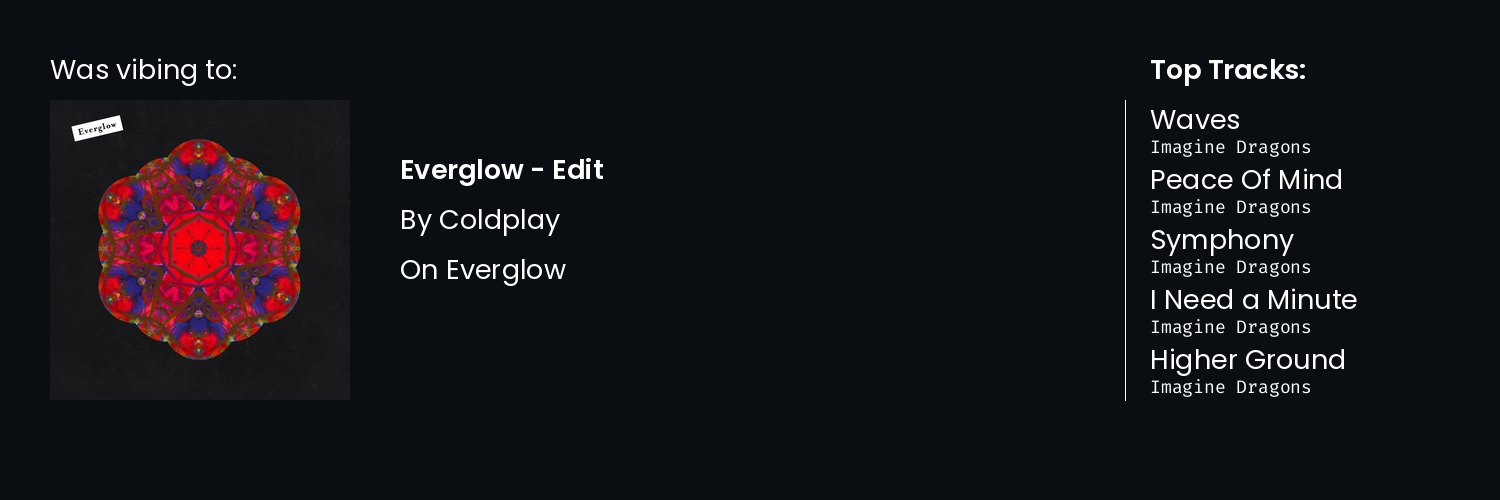 Was vibing to:
Everglow
Everglow - Edit
By Coldplay
On Everglow
Top Tracks:
Waves
Imagine Dragons
Peace Of Mind
Imagine Dragons
Symphony
Imagine Dragons
I Need a Minute
Imagine Dragons
Higher Ground
Imagine Dragons